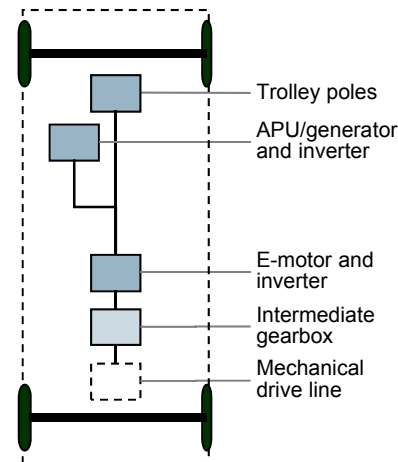 Trolley poles
APU/generator
and inverter
E-motor and
inverter
Intermediate
gearbox
Mechanical
drive line